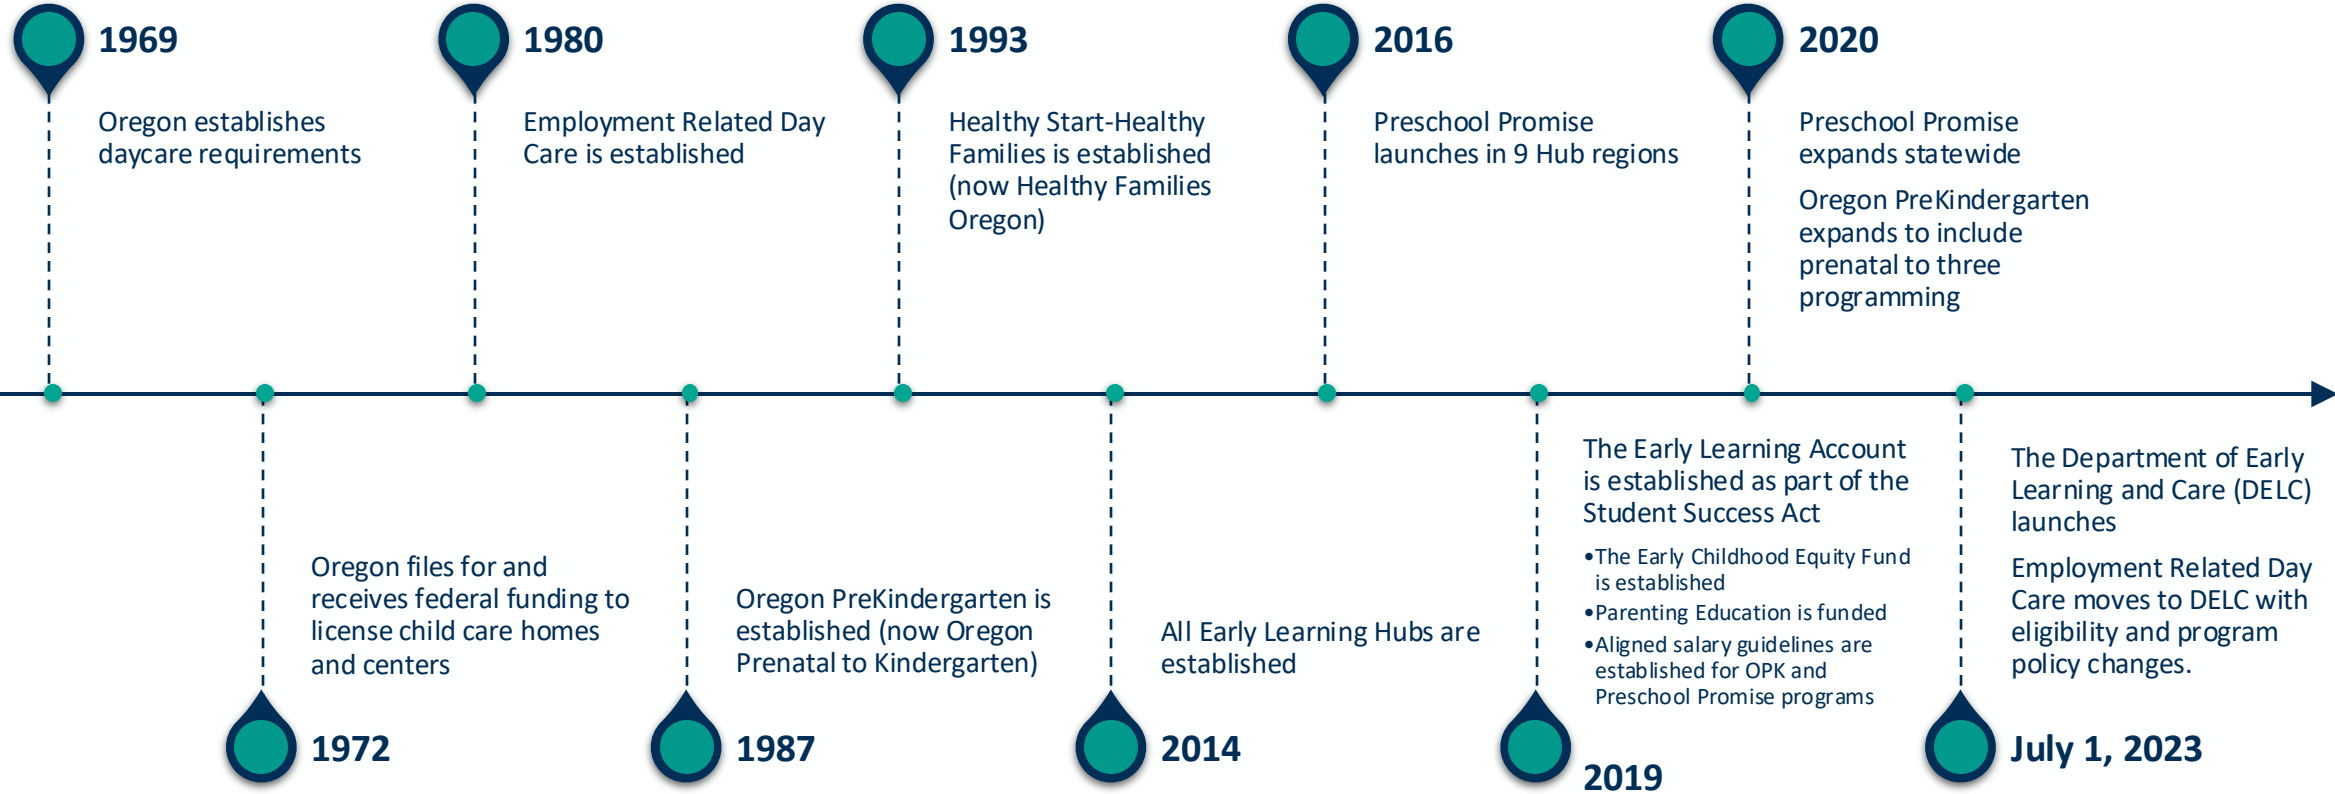 1969
Oregon establishes
daycare requirements
1980
Employment Related Day
Care is established
1993
Healthy Start-Healthy
Families is established
(now Healthy Families
Oregon)
2016
Preschool Promise
launches in 9 Hub regions
2020
Preschool Promise
expands statewide
Oregon PreKindergarten
expands to include
prenatal to three
programming
Oregon files for and
receives federal funding to
license child care homes
and centers
1972
Oregon PreKindergarten is
established (now Oregon
Prenatal to Kindergarten)
1987
All Early Learning Hubs are
established
2014
The Early Learning Account
is established as part of the
Student Success Act
•The Early Childhood Equity Fund
is established
•Parenting Education is funded
•Aligned salary guidelines are
established for OPK and
Preschool Promise programs
2019
The Department of Early
Learning and Care (DELC)
launches
Employment Related Day
Care moves to DELC with
eligibility and program
policy changes.
July 1, 2023